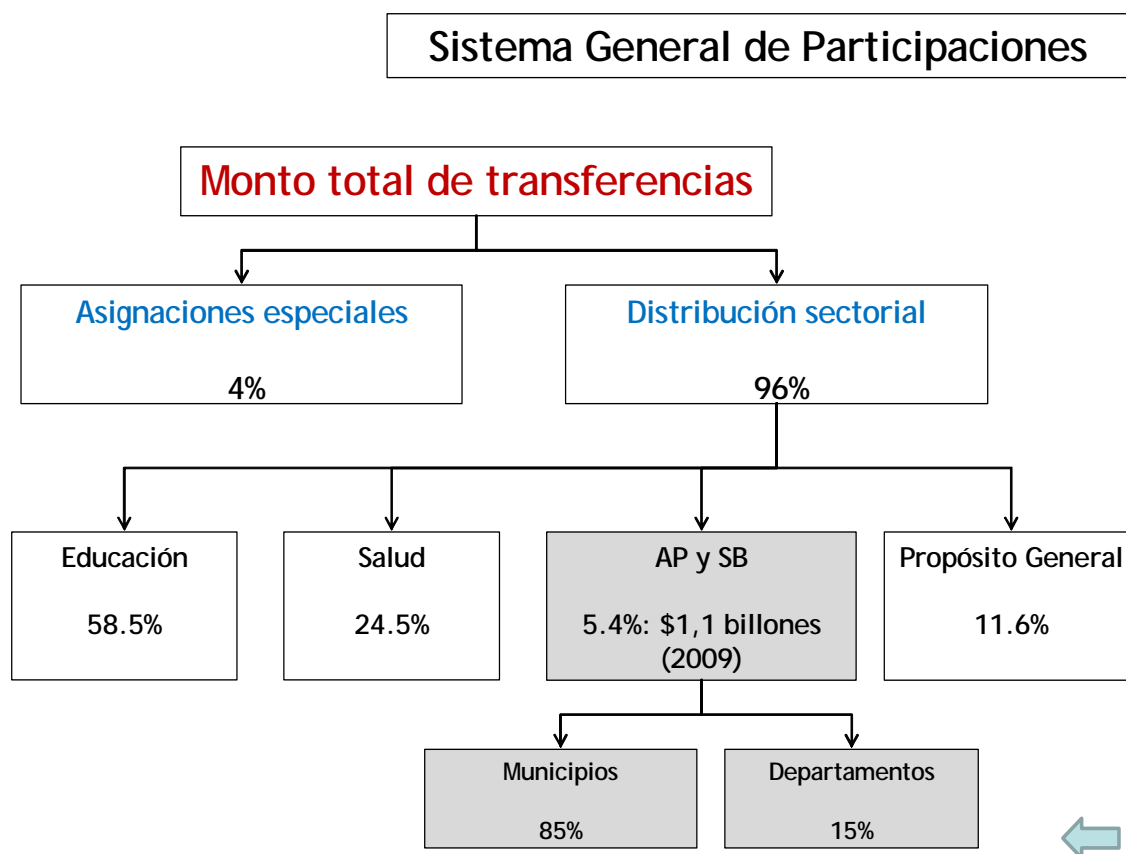 Sistema General de Participaciones
Monto total de transferencias
Asignaciones especiales
4%
Distribución sectorial
96%
Educación
58.5%
Salud
24.5%
AP y SB
5.4%: $1,1 billones
(2009)
Propósito General
11.6%
Municipios
85%
Departamentos
15%